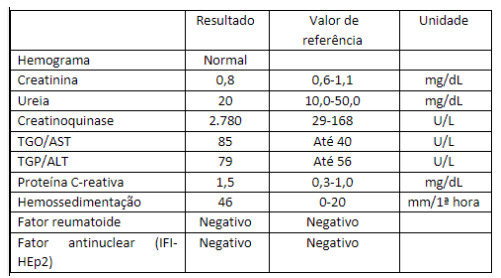 Resultado Valor de referência Unidade
Hemograma Normal
Creatinina 0,8 0,6-1,1 mg/dL
Ureia 20 10,0-50,0 mg/dL
Creatinoquinase 2.780 29-168 U/L
TGO/AST 85 Até 40 U/L
TGP/ALT 79 Até 56 U/L
Proteína C-reativa 1,5 0,3-1,0 mg/dL
Hemossedimentação 46 0-20 mm/1ª hora
Fator reumatoide Negativo Negativo
Fator antinuclear (IFI-HEp2) Negativo Negativo